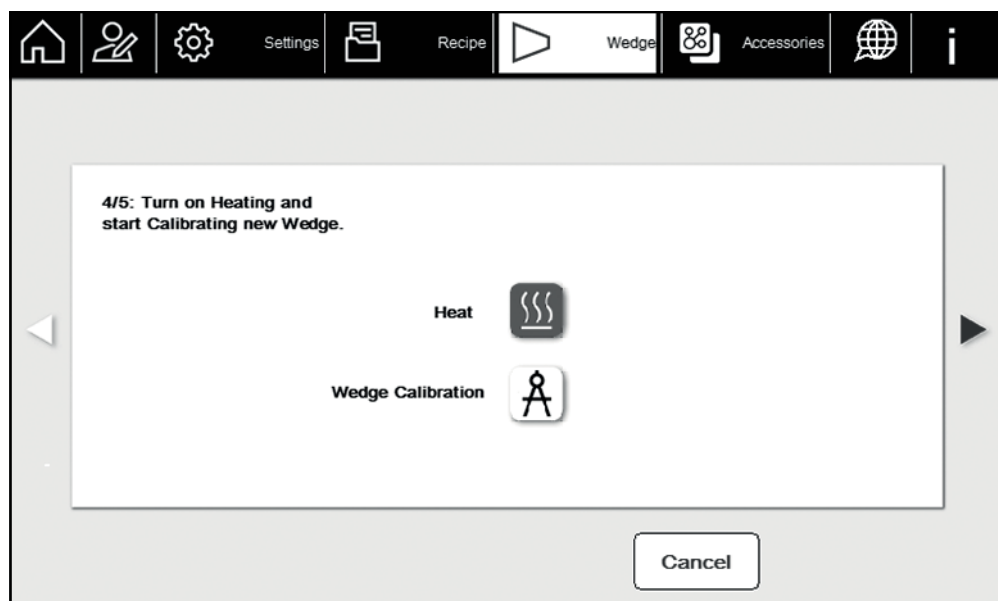 Settings
Recipe
Wedge
Accessories
i
4/5: Turn on Heating and
start Calibrating new Wedge.
Heat
Wedge Calibration
Cancel